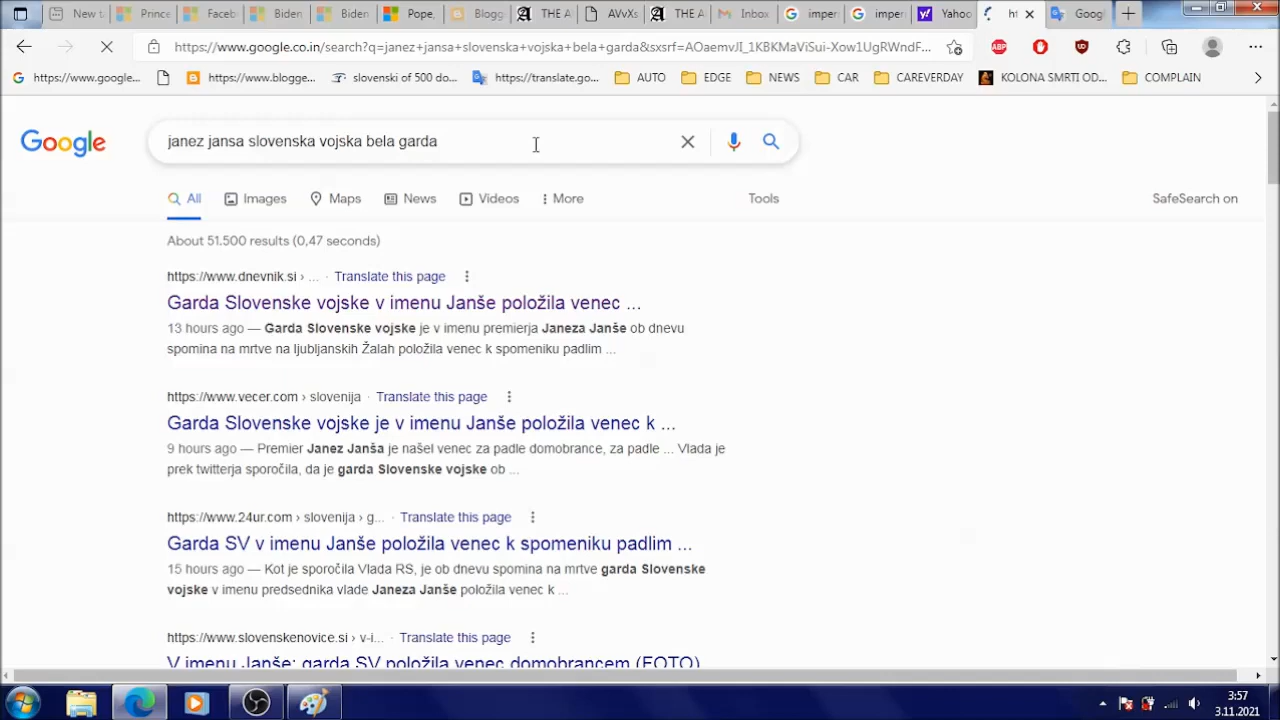 New t
Prince
Faceb
Biden
Biden
Pope,
Blogg
THE A
AVvXs
THE A
Inbox
imper
imper
Yahoc
ht
Googl
https://www.google.co.in/search?q=janez+jansa+slovenska+vojska+bela+garda&sxsrf=AOaemvJI_1KBKMaViSui-Xow1UgRWndF...
https://www.google...
https://www.blogge...
slovenski of 500 do...
https://translate.go...
AUTO
EDGE
NEWS
CAR
CAREVERDAY
KOLONA SMRTI OD...
COMPLAIN
Google
janez jansa slovenska vojska bela garda
All Images Maps News Videos More Tools SafeSearch on
About 51.500 results (0,47 seconds)
https://www.dnevnik.si › ... · Translate this page
Garda Slovenske vojske v imenu Janše položila venec ...
13 hours ago — Garda Slovenske vojske je v imenu premierja Janeza Janše ob dnevu
spomina na mrtve na ljubljanskih Žalah položila venec k spomeniku padlim ...
https://www.vecer.com › slovenija · Translate this page
Garda Slovenske vojske je v imenu Janše položila venec k ...
9 hours ago — Premier Janez Janša je našel venec za padle domobrance, za padle ... Vlada je
prek twitterja sporočila, da je garda Slovenske vojske ob ...
https://www.24ur.com › slovenija › g... · Translate this page
Garda SV v imenu Janše položila venec k spomeniku padlim ...
15 hours ago — Kot je sporočila Vlada RS, je ob dnevu spomina na mrtve garda Slovenske
vojske v imenu predsednika vlade Janeza Janše položila venec k ...
https://www.slovenskenovice.si › v-i... · Translate this page
V imenu Janše: garda SV položila venec domobrancem (FOTO)
3:57
3.11.2021